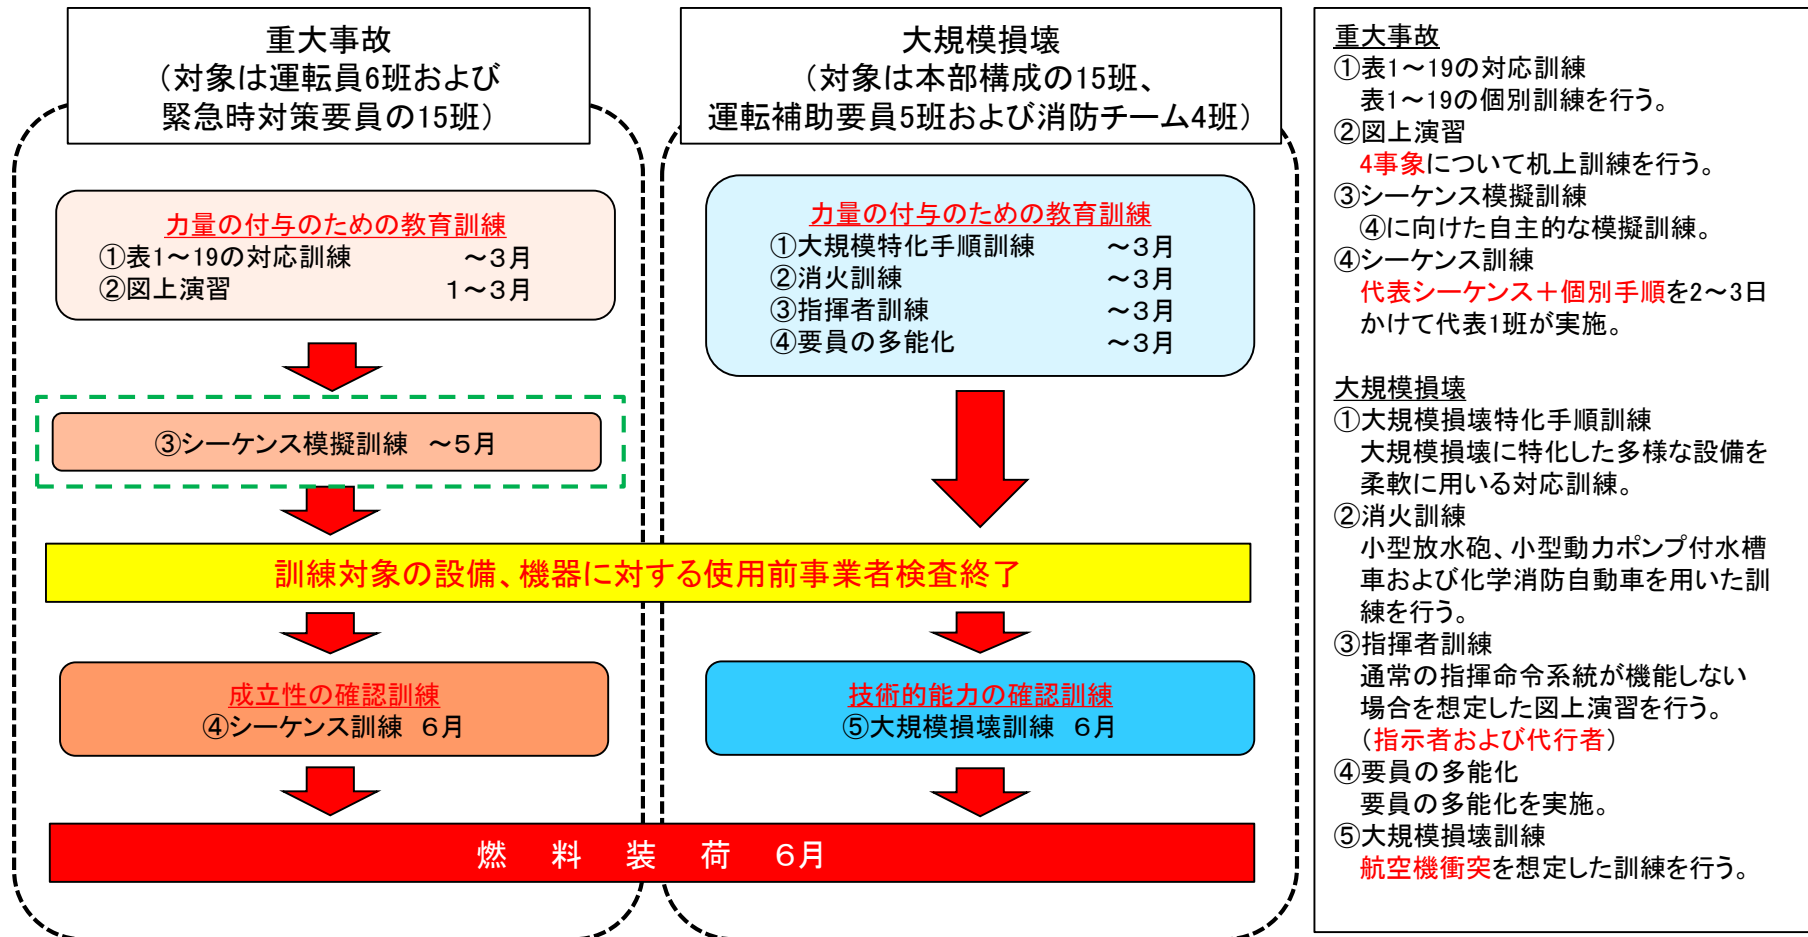 重大事故
（対象は運転員6班および
緊急時対策要員の15班）
力量の付与のための教育訓練
①表1～19の対応訓練　～３月
②図上演習　１～３月
③シーケンス模擬訓練　～５月
大規模損壊
（対象は本部構成の15班、
運転補助要員5班および消防チーム4班）
力量の付与のための教育訓練
①大規模特化手順訓練　～３月
②消火訓練　～３月
③指揮者訓練　～３月
④要員の多能化　～３月
訓練対象の設備、機器に対する使用前事業者検査終了
成立性の確認訓練
④シーケンス訓練　６月
技術的能力の確認訓練
⑤大規模損壊訓練　６月
燃　料　装　荷　６月
重大事故
①表1～19の対応訓練
表1～19の個別訓練を行う。
②図上演習
4事象について机上訓練を行う。
③シーケンス模擬訓練
④に向けた自主的な模擬訓練。
④シーケンス訓練
代表シーケンス＋個別手順を2～3日
かけて代表1班が実施。
大規模損壊
①大規模損壊特化手順訓練
大規模損壊に特化した多様な設備を
柔軟に用いる対応訓練。
②消火訓練
小型放水砲、小型動力ポンプ付水槽
車および化学消防自動車を用いた訓
練を行う。
③指揮者訓練
通常の指揮命令系統が機能しない
場合を想定した図上演習を行う。
（指示者および代行者）
④要員の多能化
要員の多能化を実施。
⑤大規模損壊訓練
航空機衝突を想定した訓練を行う。